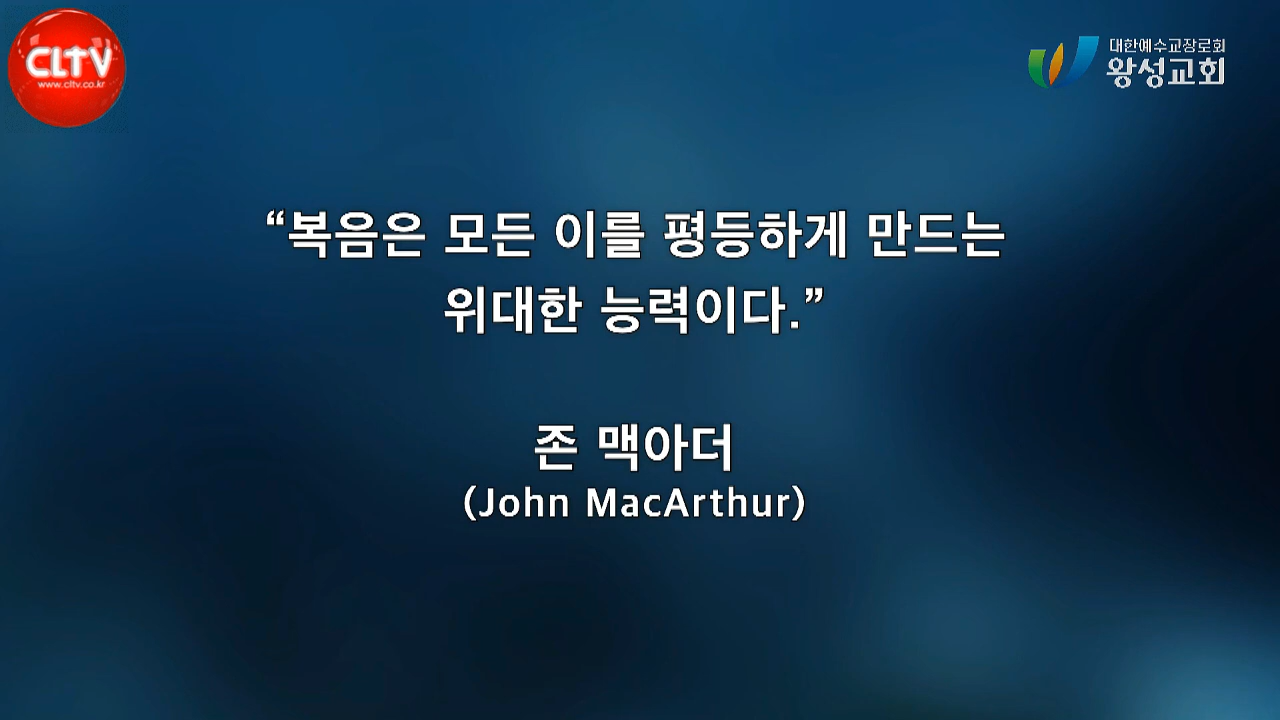 CLTV
www.cltv.co.kr
대한예수교장로회
왕성교회
“복음은 모든 이를 평등하게 만드는
위대한 능력이다.”
존 맥아더
(John MacArthur)